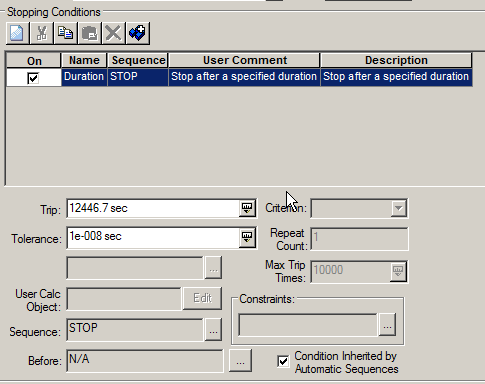 Stopping Conditions
On Name Sequence User Comment Description
Duration STOP Stop after a specified duration Stop after a specified duration
Trip: 12446.7 sec Criterion:
Tolerance: 1e-008 sec Repeat Count: 1
... Max Trip Times: 10000
User Calc Object: Edit Constraints:
Sequence: STOP ... ...
Before: N/A ... Condition Inherited by
Automatic Sequences